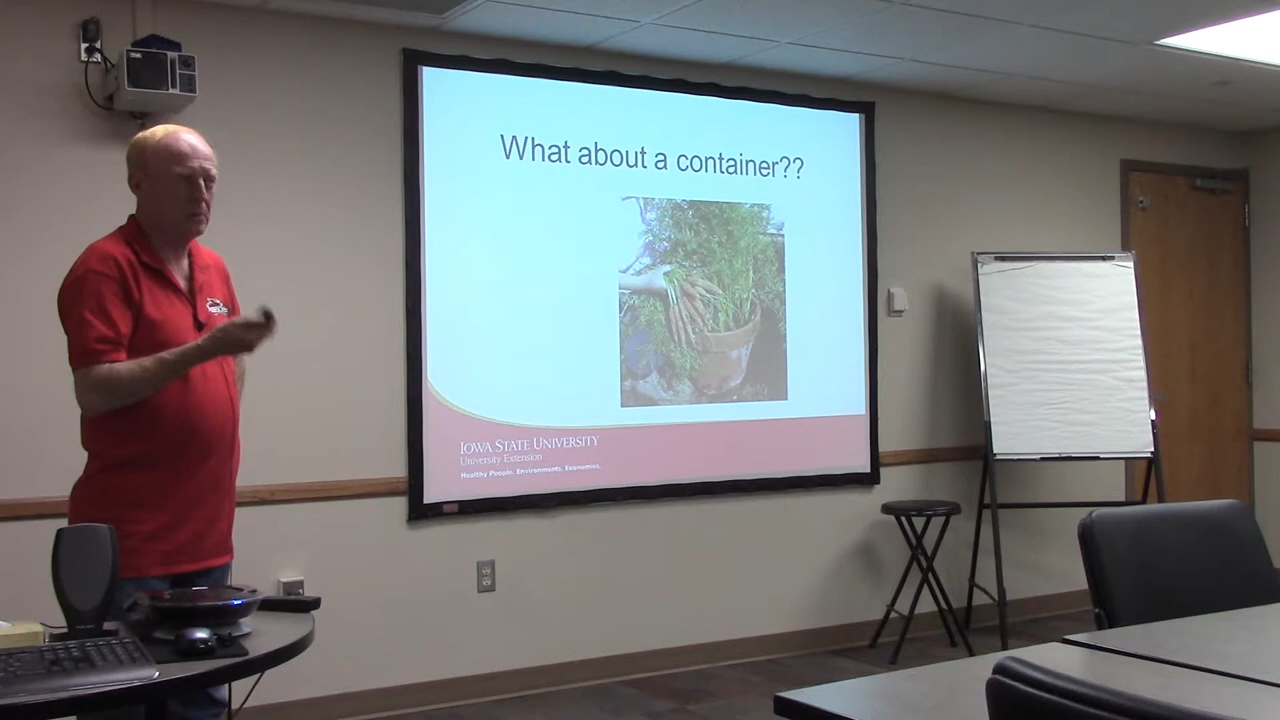 What about a container??
IOWA STATE UNIVERSITY
University Extension
Healthy People. Environments. Economies.